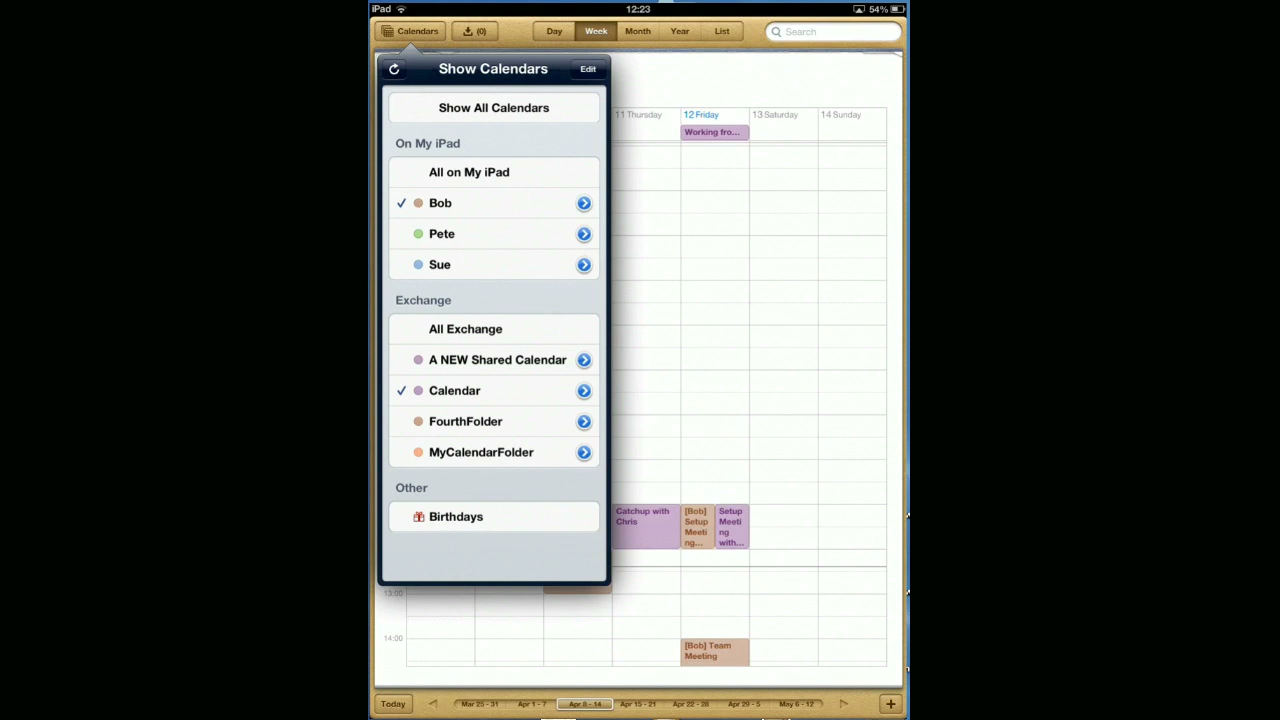 iPad 12:23 54%
Calendars (0) Day Week Month Year List Search
Show Calendars Edit
Show All Calendars
On My iPad
All on My iPad
Bob
Pete
Sue
Exchange
All Exchange
A NEW Shared Calendar
Calendar
FourthFolder
MyCalendarFolder
Other
Birthdays
11 Thursday 12 Friday 13 Saturday 14 Sunday
Working fro...
Catchup with
Chris
[Bob]
Setup
Meeti
ng...
Setup
Meeti
ng
with...
13:00
14:00
[Bob] Team
Meeting
Today Mar 25 - 31 Apr 1 - 7 Apr 8 - 14 Apr 15 - 21 Apr 22 - 28 Apr 29 - 5 May 6 - 12 +